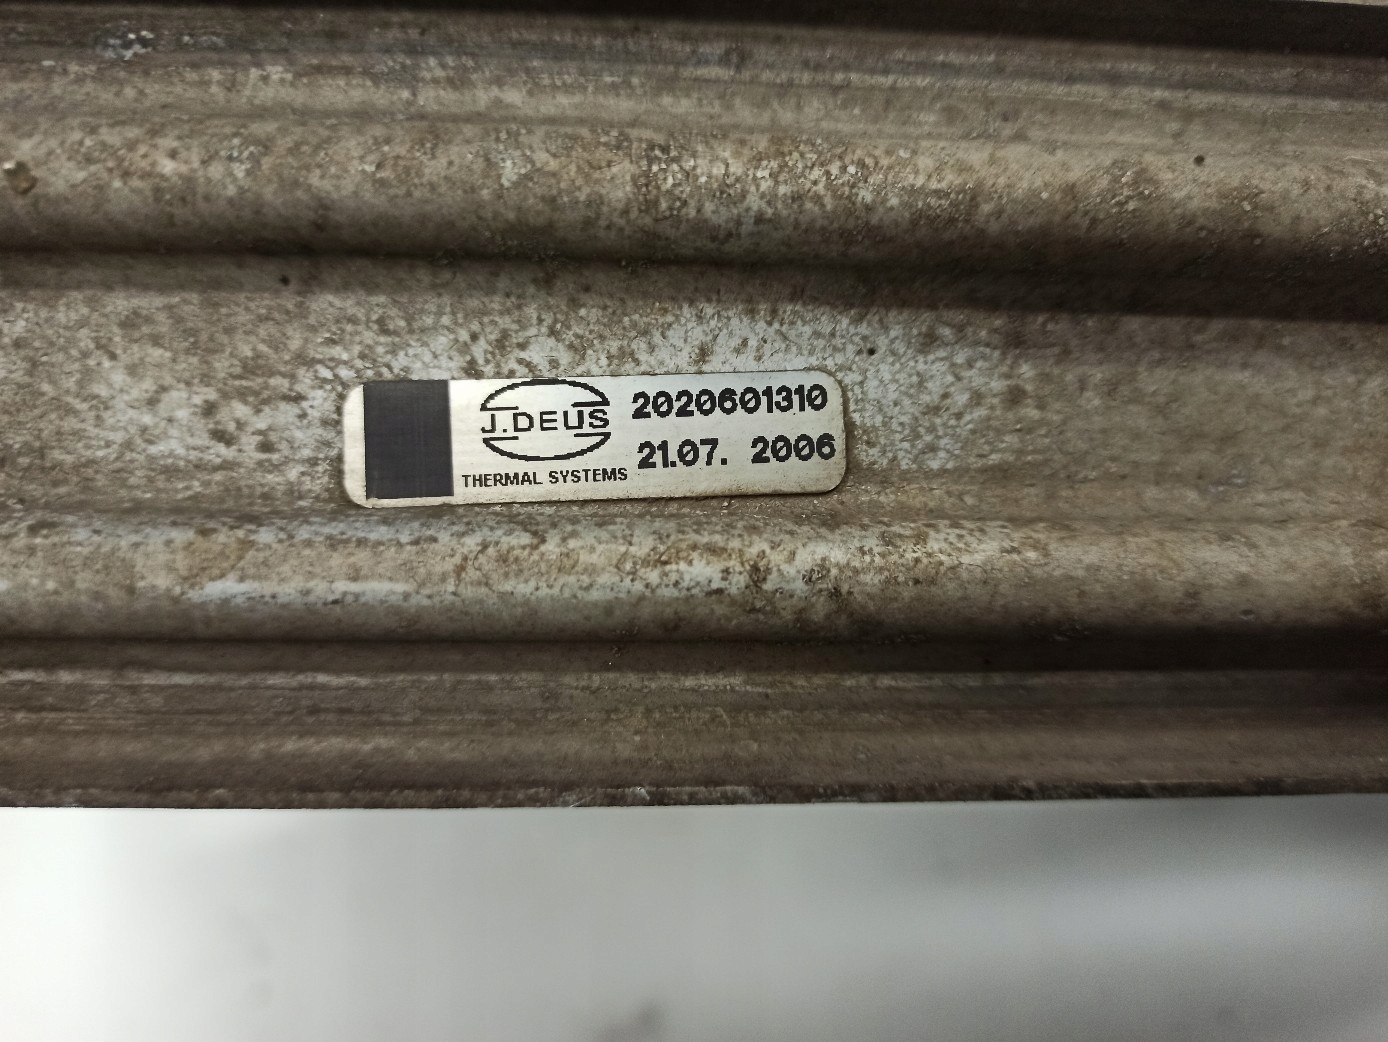 J.DEUS
THERMAL SYSTEMS
2020601310
21.07. 2006